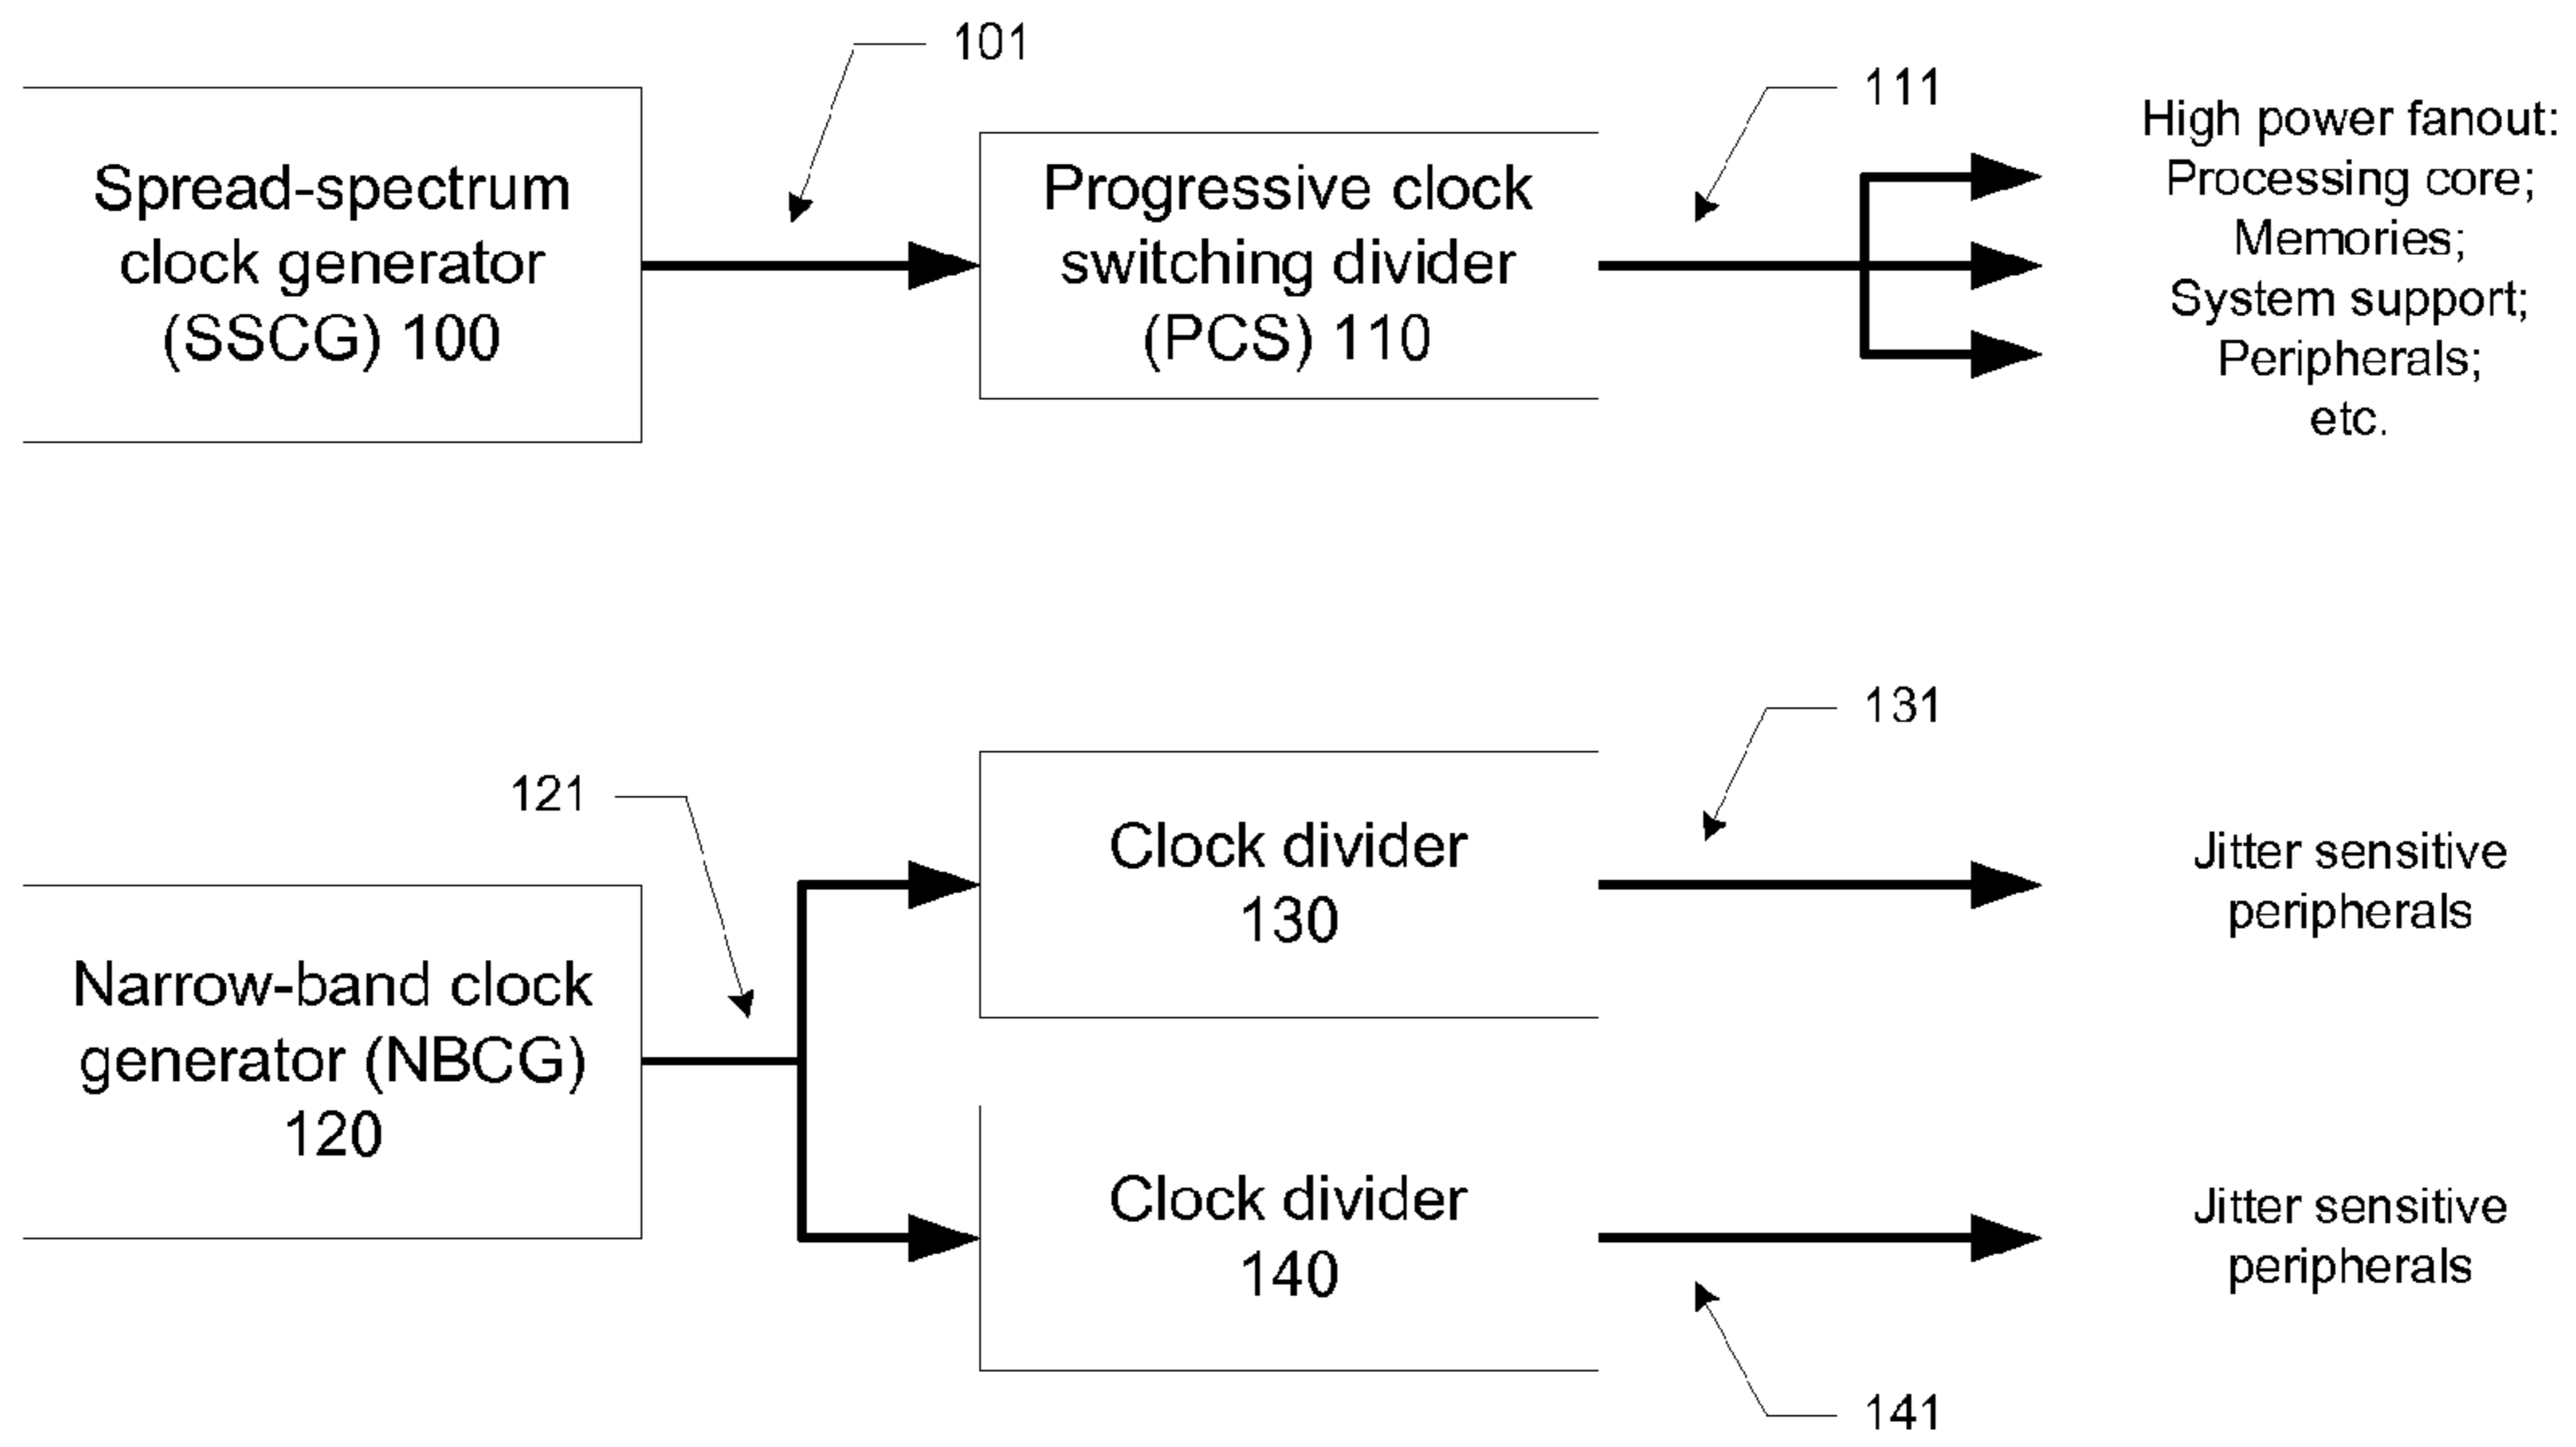 101
111
Spread-spectrum
clock generator
(SSCG) 100
Progressive clock
switching divider
(PCS) 110
High power fanout:
Processing core;
Memories;
System support;
Peripherals;
etc.
131
121
Clock divider
130
Jitter sensitive
peripherals
Narrow-band clock
generator (NBCG)
120
Clock divider
140
Jitter sensitive
peripherals
141